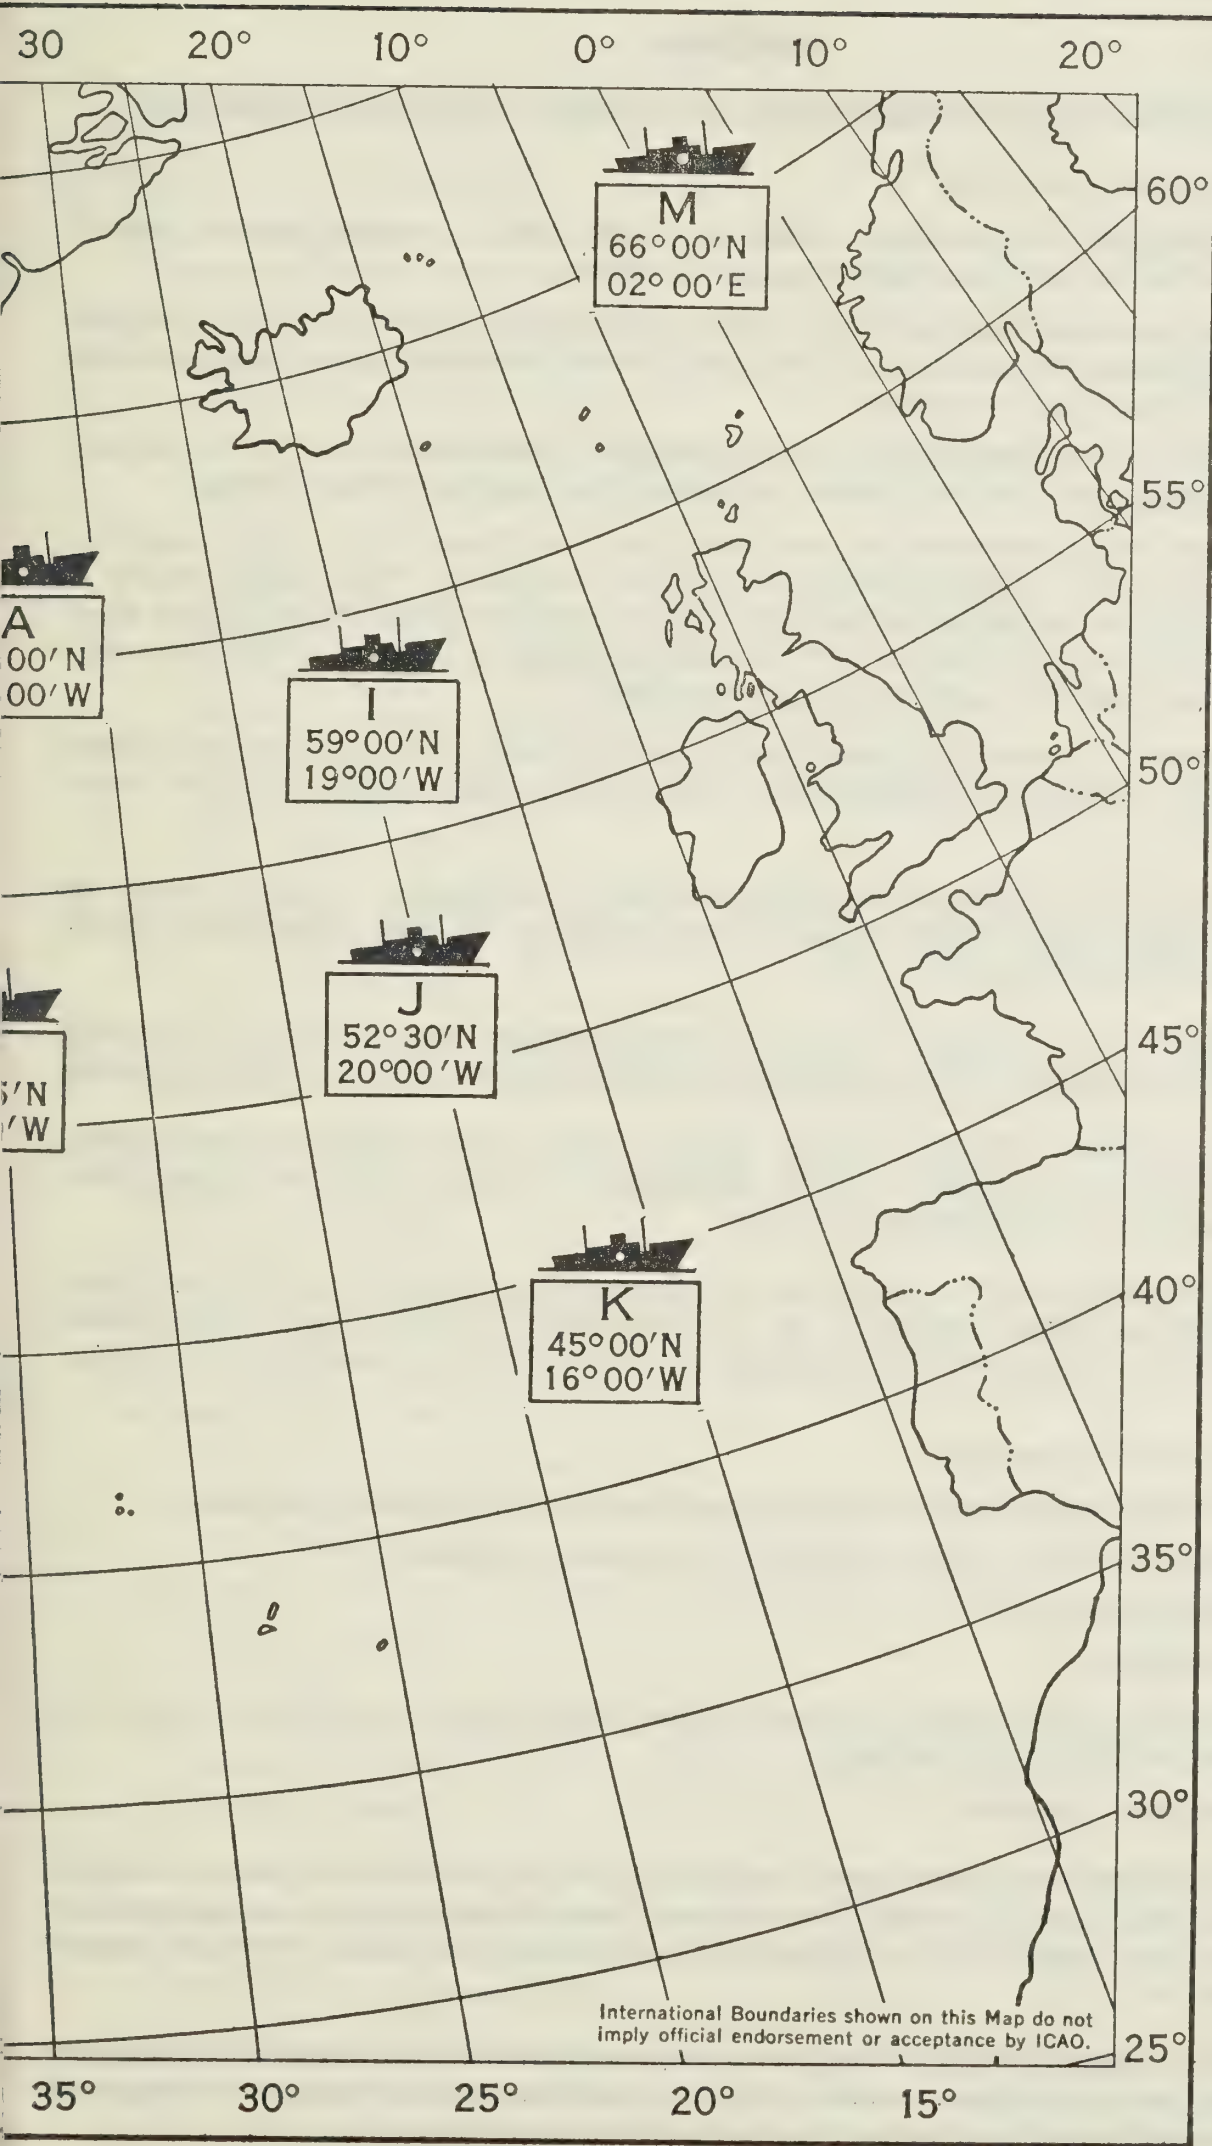 30 20° 10° 0° 10° 20°
M
66°00′N
02°00′E
60°
55°
A
00′N
00′W
I
59°00′N
19°00′W
50°
J
52°30′N
20°00′W
45°
5′N
′W
K
45°00′N
16°00′W
40°
35°
30°
International Boundaries shown on this Map do not
imply official endorsement or acceptance by ICAO.
25°
35° 30° 25° 20° 15°